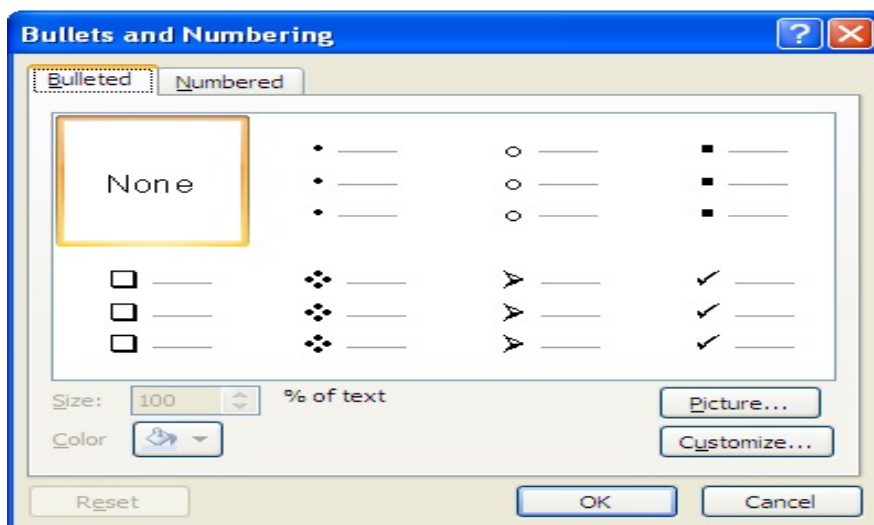 Bullets and Numbering
Bulleted Numbered
None
Size: 100 % of text
Picture...
Color
Customize...
Reset OK Cancel